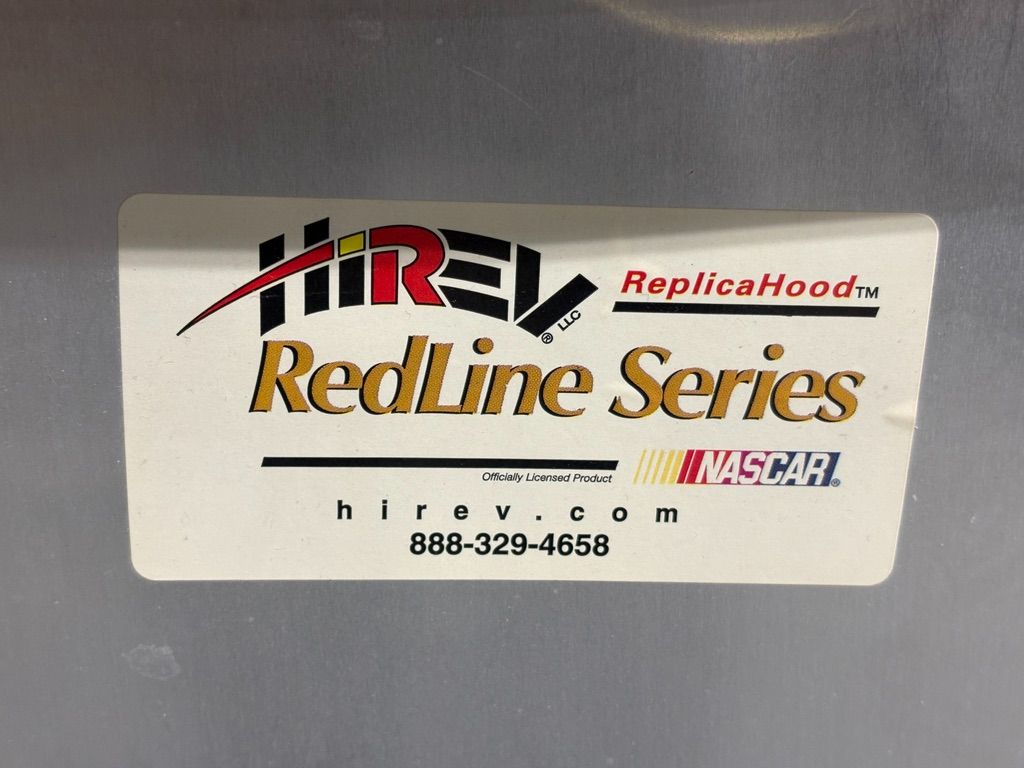 HiREV® LLC
ReplicaHood™
RedLine Series
Officially Licensed Product
NASCAR®
hirev.com
888-329-4658